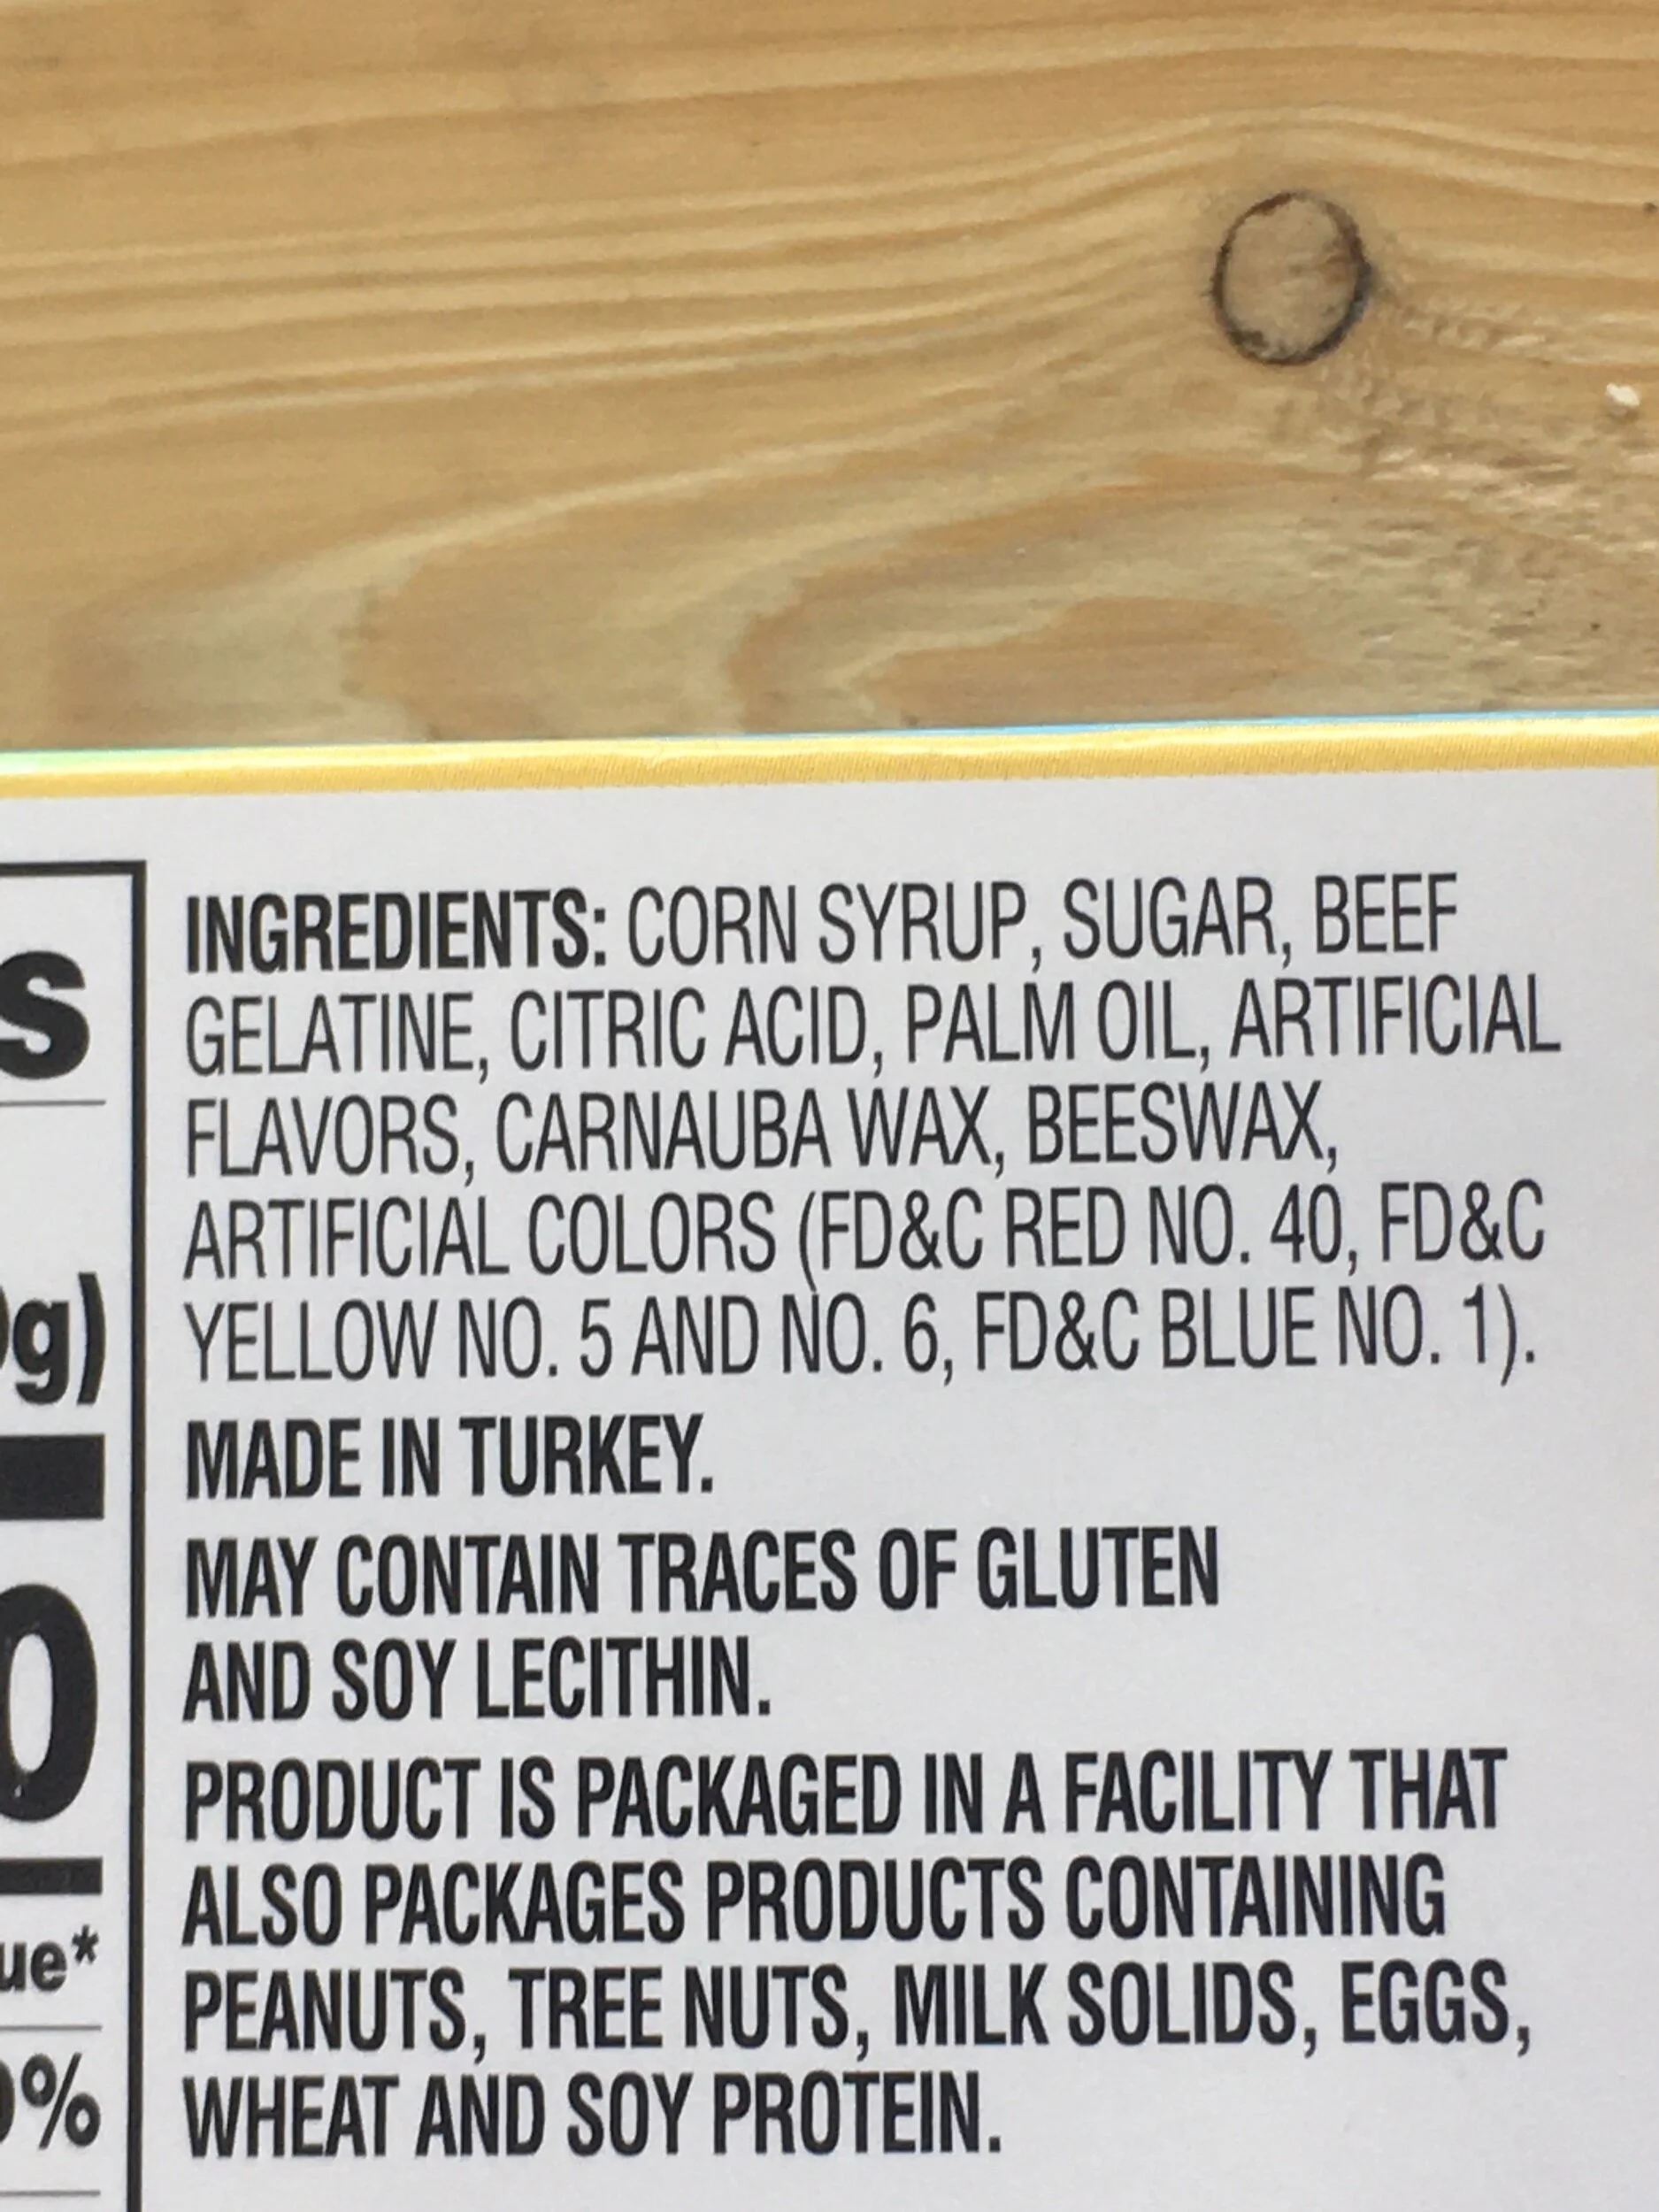 INGREDIENTS: CORN SYRUP, SUGAR, BEEF
GELATINE, CITRIC ACID, PALM OIL, ARTIFICIAL
FLAVORS, CARNAUBA WAX, BEESWAX,
ARTIFICIAL COLORS (FD&C RED NO. 40, FD&C
YELLOW NO. 5 AND NO. 6, FD&C BLUE NO. 1).
MADE IN TURKEY.
MAY CONTAIN TRACES OF GLUTEN
AND SOY LECITHIN.
PRODUCT IS PACKAGED IN A FACILITY THAT
ALSO PACKAGES PRODUCTS CONTAINING
PEANUTS, TREE NUTS, MILK SOLIDS, EGGS,
WHEAT AND SOY PROTEIN.